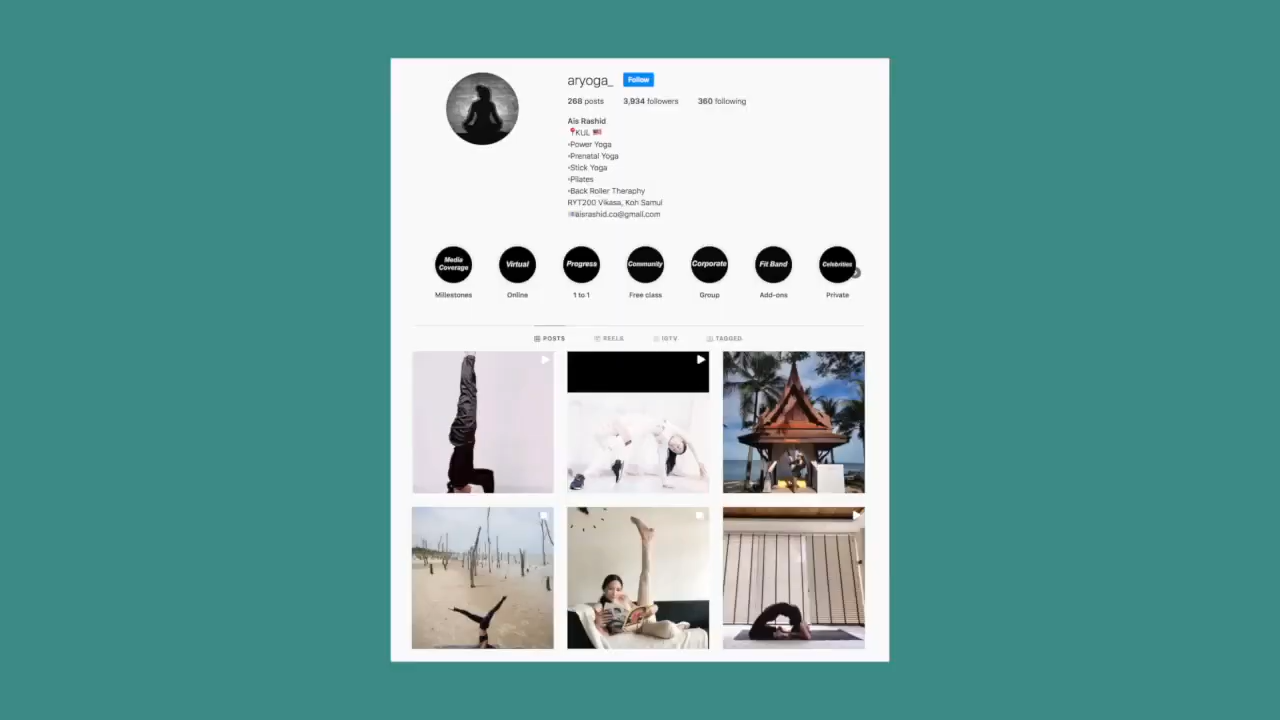 aryoga_ Follow
268 posts 3,934 followers 360 following
Ais Rashid
📍KUL 🇲🇾
•Power Yoga
•Prenatal Yoga
•Stick Yoga
•Pilates
•Back Roller Theraphy
RYT200 Vikasa, Koh Samui
📧aisrashid.co@gmail.com
Media Coverage
Virtual
Progress
Community
Corporate
Fit Band
Celebrities
Millestones
Online
1 to 1
Free class
Group
Add-ons
Private
POSTS REELS IGTV TAGGED